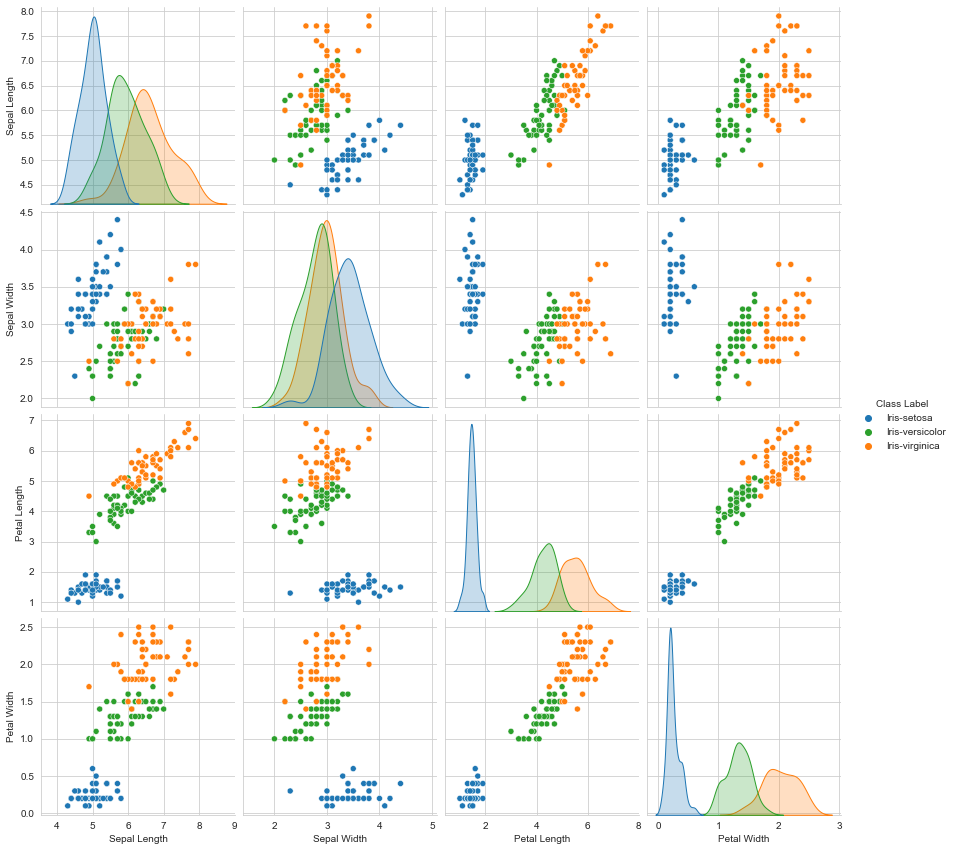 8.0
7.5
7.0
6.5
6.0
5.5
5.0
4.5
Sepal Length
4.5
4.0
3.5
3.0
2.5
2.0
Sepal Width
Class Label
Iris-setosa
Iris-versicolor
Iris-virginica
7
6
5
4
3
2
1
Petal Length
2.5
2.0
1.5
1.0
0.5
0.0
Petal Width
4 5 6 7 8 9
Sepal Length
2 3 4 5
Sepal Width
2 4 6 8
Petal Length
0 1 2 3
Petal Width